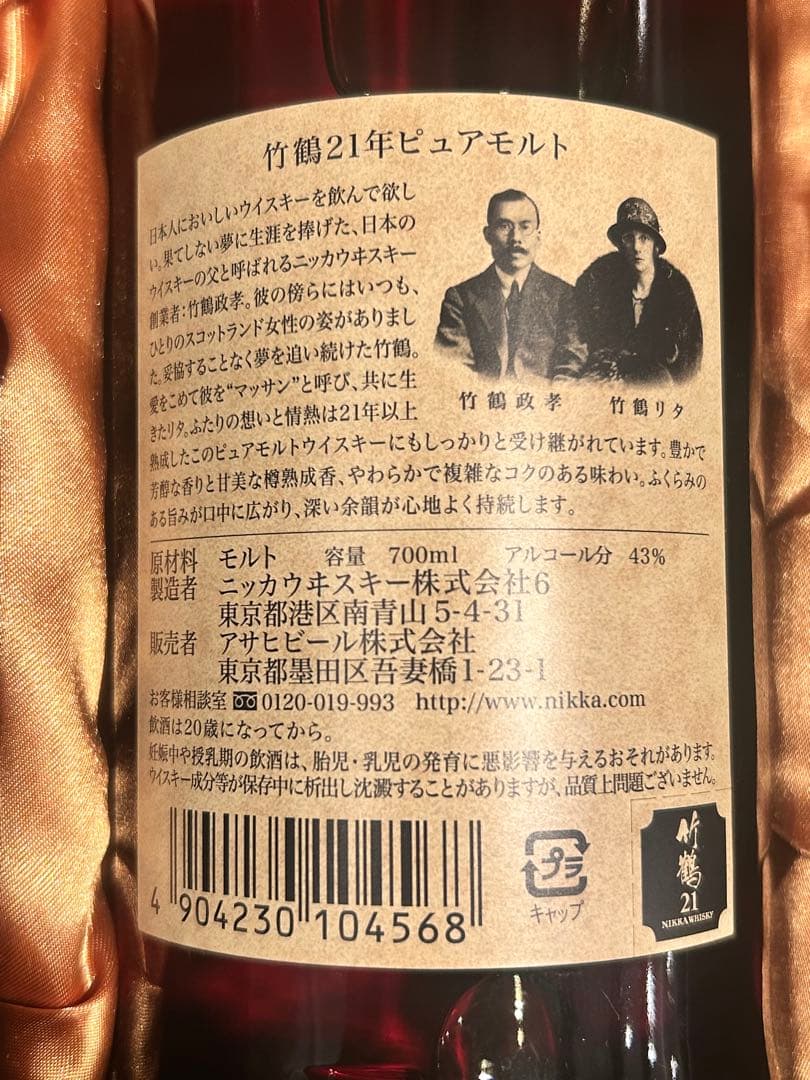 竹鶴21年ピュアモルト
日本人においしいウイスキーを飲んで欲し
い。果てしない夢に生涯を捧げた、日本の
ウイスキーの父と呼ばれるニッカウヰスキー
創業者:竹鶴政孝。彼の傍らにはいつも、
ひとりのスコットランド女性の姿がありまし
た。妥協することなく夢を追い続けた竹鶴。
愛をこめて彼を“マッサン”と呼び、共に生
きたリタ。ふたりの想いと情熱は21年以上
熟成したこのピュアモルトウイスキーにもしっかりと受け継がれています。豊かで
芳醇な香りと甘美な樽熟成香、やわらかで複雑なコクのある味わい。ふくらみの
ある旨みが口中に広がり、深い余韻が心地よく持続します。
竹鶴政孝 竹鶴リタ
原材料 モルト 容量 700ml アルコール分 43%
製造者 ニッカウヰスキー株式会社6
東京都港区南青山5-4-31
販売者 アサヒビール株式会社
東京都墨田区吾妻橋1-23-1
お客様相談室 0120-019-993 http://www.nikka.com
飲酒は20歳になってから。
妊娠中や授乳期の飲酒は、胎児・乳児の発育に悪影響を与えるおそれがあります。
ウイスキー成分等が保存中に析出し沈澱することがありますが、品質上問題ございません。
4 904230 104568
プラ
キャップ
竹鶴
21
NIKKA WHISKY